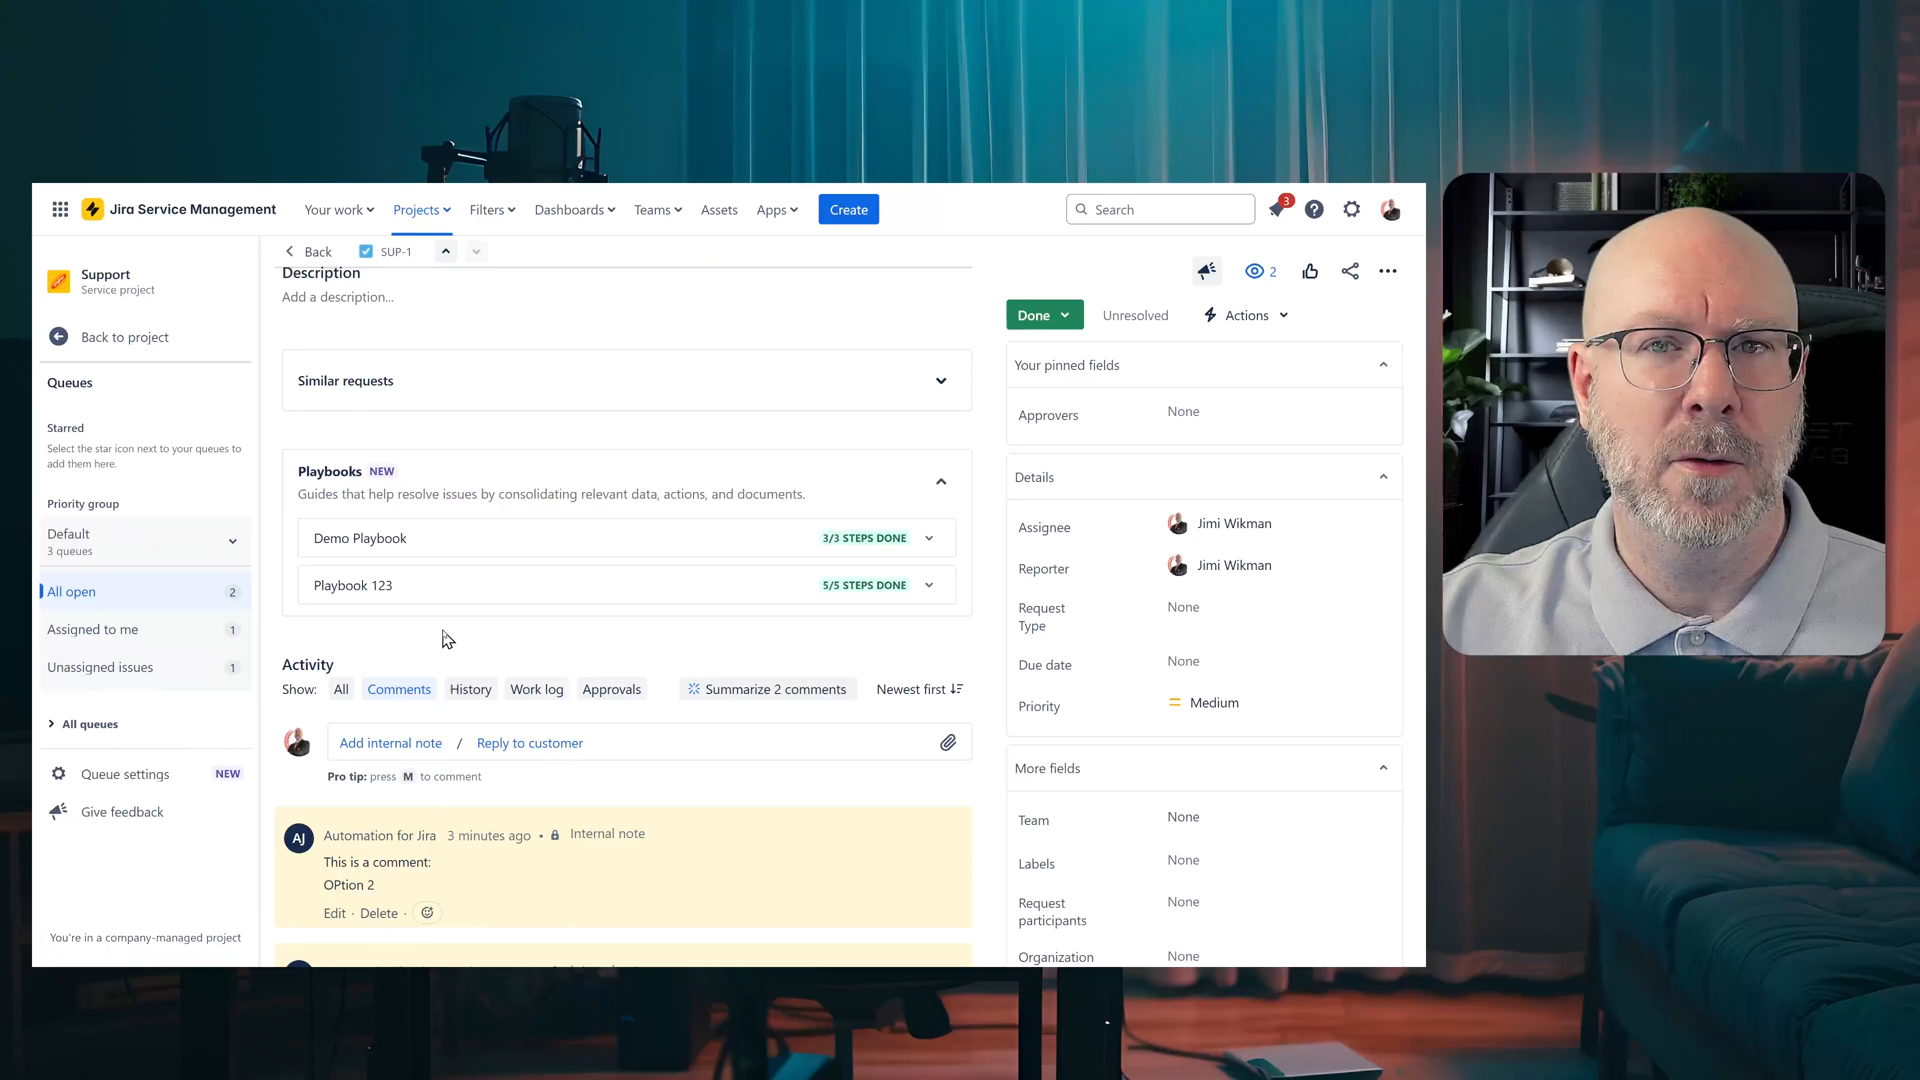 Jira Service Management
Your work
Projects
Filters
Dashboards
Teams
Assets
Apps
Create
Search
3
Support
Service project
Back to project
Queues
Starred
Select the star icon next to your queues to
add them here.
Priority group
Default
3 queues
All open 2
Assigned to me 1
Unassigned issues 1
All queues
Queue settings NEW
Give feedback
You're in a company-managed project
Back
SUP-1
Description
Add a description...
Similar requests
Playbooks NEW
Guides that help resolve issues by consolidating relevant data, actions, and documents.
Demo Playbook 3/3 STEPS DONE
Playbook 123 5/5 STEPS DONE
Activity
Show: All Comments History Work log Approvals Summarize 2 comments Newest first
Add internal note / Reply to customer
Pro tip: press M to comment
AJ
Automation for Jira 3 minutes ago • Internal note
This is a comment:
OPtion 2
Edit · Delete ·
2
Done
Unresolved
Actions
Your pinned fields
Approvers None
Details
Assignee Jimi Wikman
Reporter Jimi Wikman
Request
Type
None
Due date None
Priority Medium
More fields
Team None
Labels None
Request
participants
None
Organization None